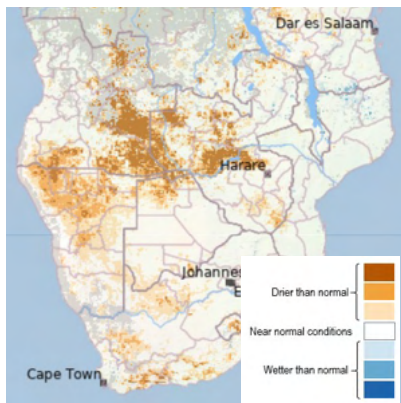 Dar es Salaam
Harare
Johannes
Drier than normal
Near normal conditions
Wetter than normal
Cape Town